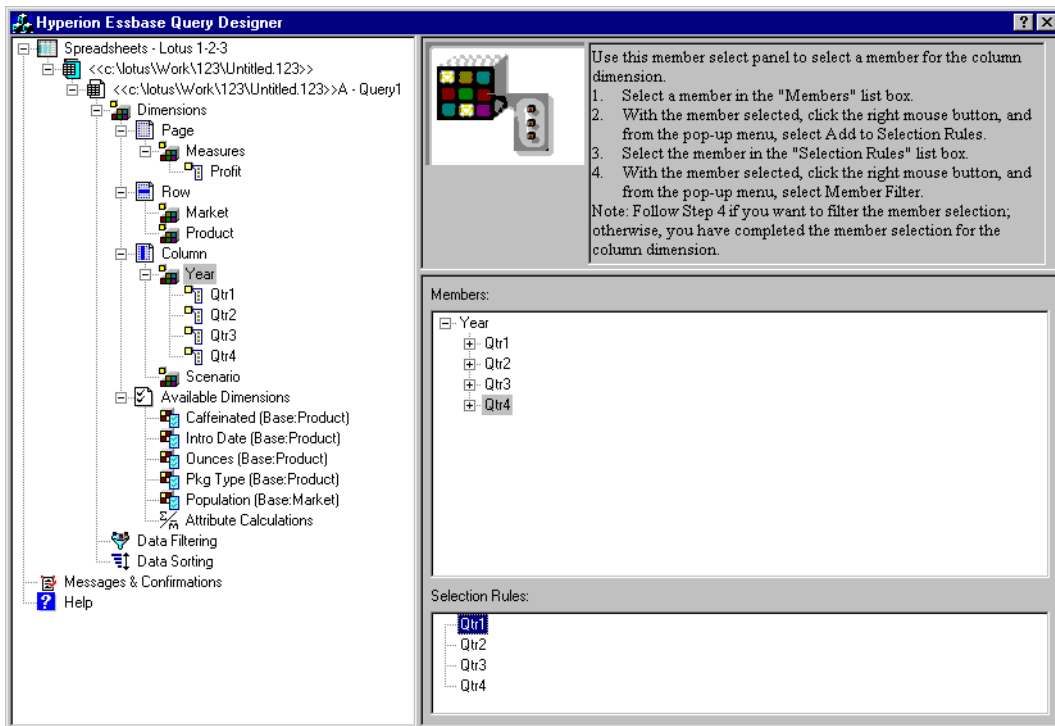 Hyperion Essbase Query Designer
Spreadsheets - Lotus 1-2-3
<<c:\lotus\Work\123\Untitled.123>>
<<c:\lotus\Work\123\Untitled.123>>A - Query1
Dimensions
Page
Measures
Profit
Row
Market
Product
Column
Year
Qtr1
Qtr2
Qtr3
Qtr4
Scenario
Available Dimensions
Caffeinated (Base:Product)
Intro Date (Base:Product)
Ounces (Base:Product)
Pkg Type (Base:Product)
Population (Base:Market)
Attribute Calculations
Data Filtering
Data Sorting
Messages & Confirmations
Help
Use this member select panel to select a member for the column
dimension.
1. Select a member in the "Members" list box.
2. With the member selected, click the right mouse button, and
from the pop-up menu, select Add to Selection Rules.
3. Select the member in the "Selection Rules" list box.
4. With the member selected, click the right mouse button, and
from the pop-up menu, select Member Filter.
Note: Follow Step 4 if you want to filter the member selection;
otherwise, you have completed the member selection for the
column dimension.
Members:
Year
Qtr1
Qtr2
Qtr3
Qtr4
Selection Rules:
Qtr1
Qtr2
Qtr3
Qtr4